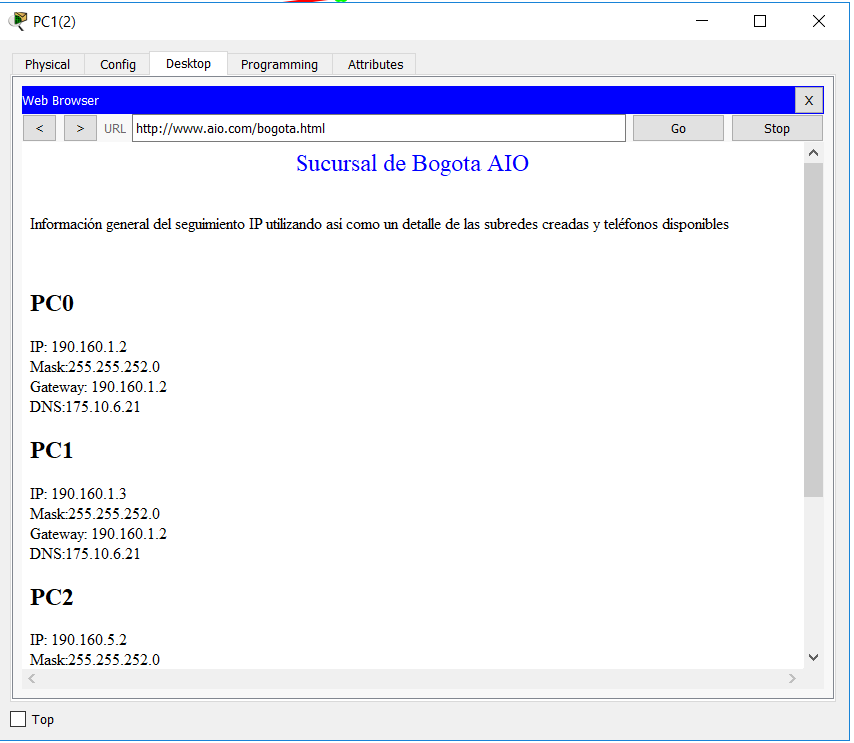 PC1(2)
Physical Config Desktop Programming Attributes
Web Browser X
< > URL http://www.aio.com/bogota.html Go Stop
Sucursal de Bogota AIO
Información general del seguimiento IP utilizando asi como un detalle de las subredes creadas y teléfonos disponibles
PC0
IP: 190.160.1.2
Mask:255.255.252.0
Gateway: 190.160.1.2
DNS:175.10.6.21
PC1
IP: 190.160.1.3
Mask:255.255.252.0
Gateway: 190.160.1.2
DNS:175.10.6.21
PC2
IP: 190.160.5.2
Mask:255.255.252.0
Top